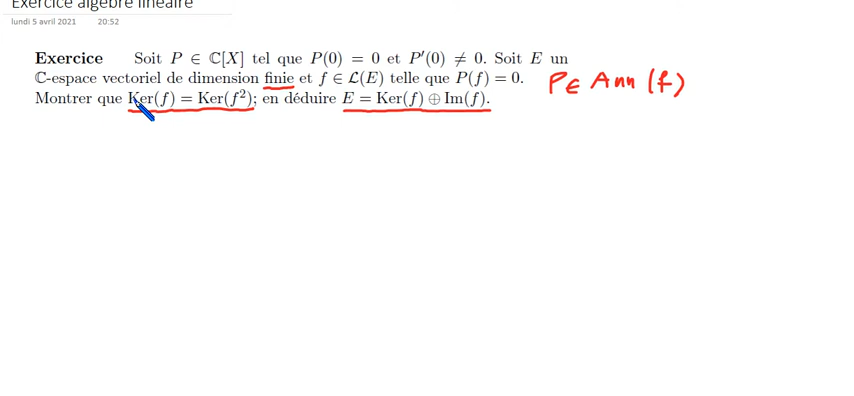 Exercice algèbre linéaire
lundi 5 avril 2021 20:52
Exercice Soit P ∈ ℂ[X] tel que P(0) = 0 et P′(0) ≠ 0. Soit E un
ℂ-espace vectoriel de dimension finie et f ∈ ℒ(E) telle que P(f) = 0.
P ∈ Ann(f)
Montrer que Ker(f) = Ker(f²); en déduire E = Ker(f) ⊕ Im(f).